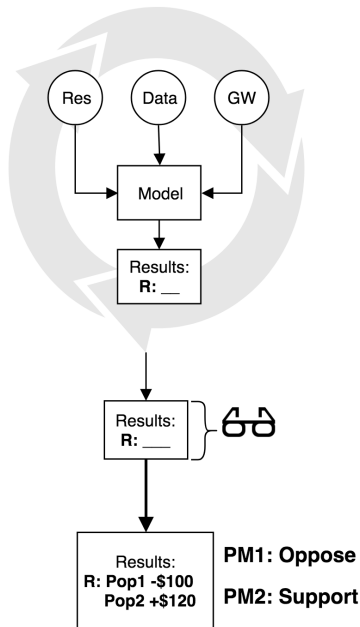 Res
Data
GW
Model
Results:
R: __
Results:
R: ___
Results:
R: Pop1 -$100
Pop2 +$120
PM1: Oppose
PM2: Support